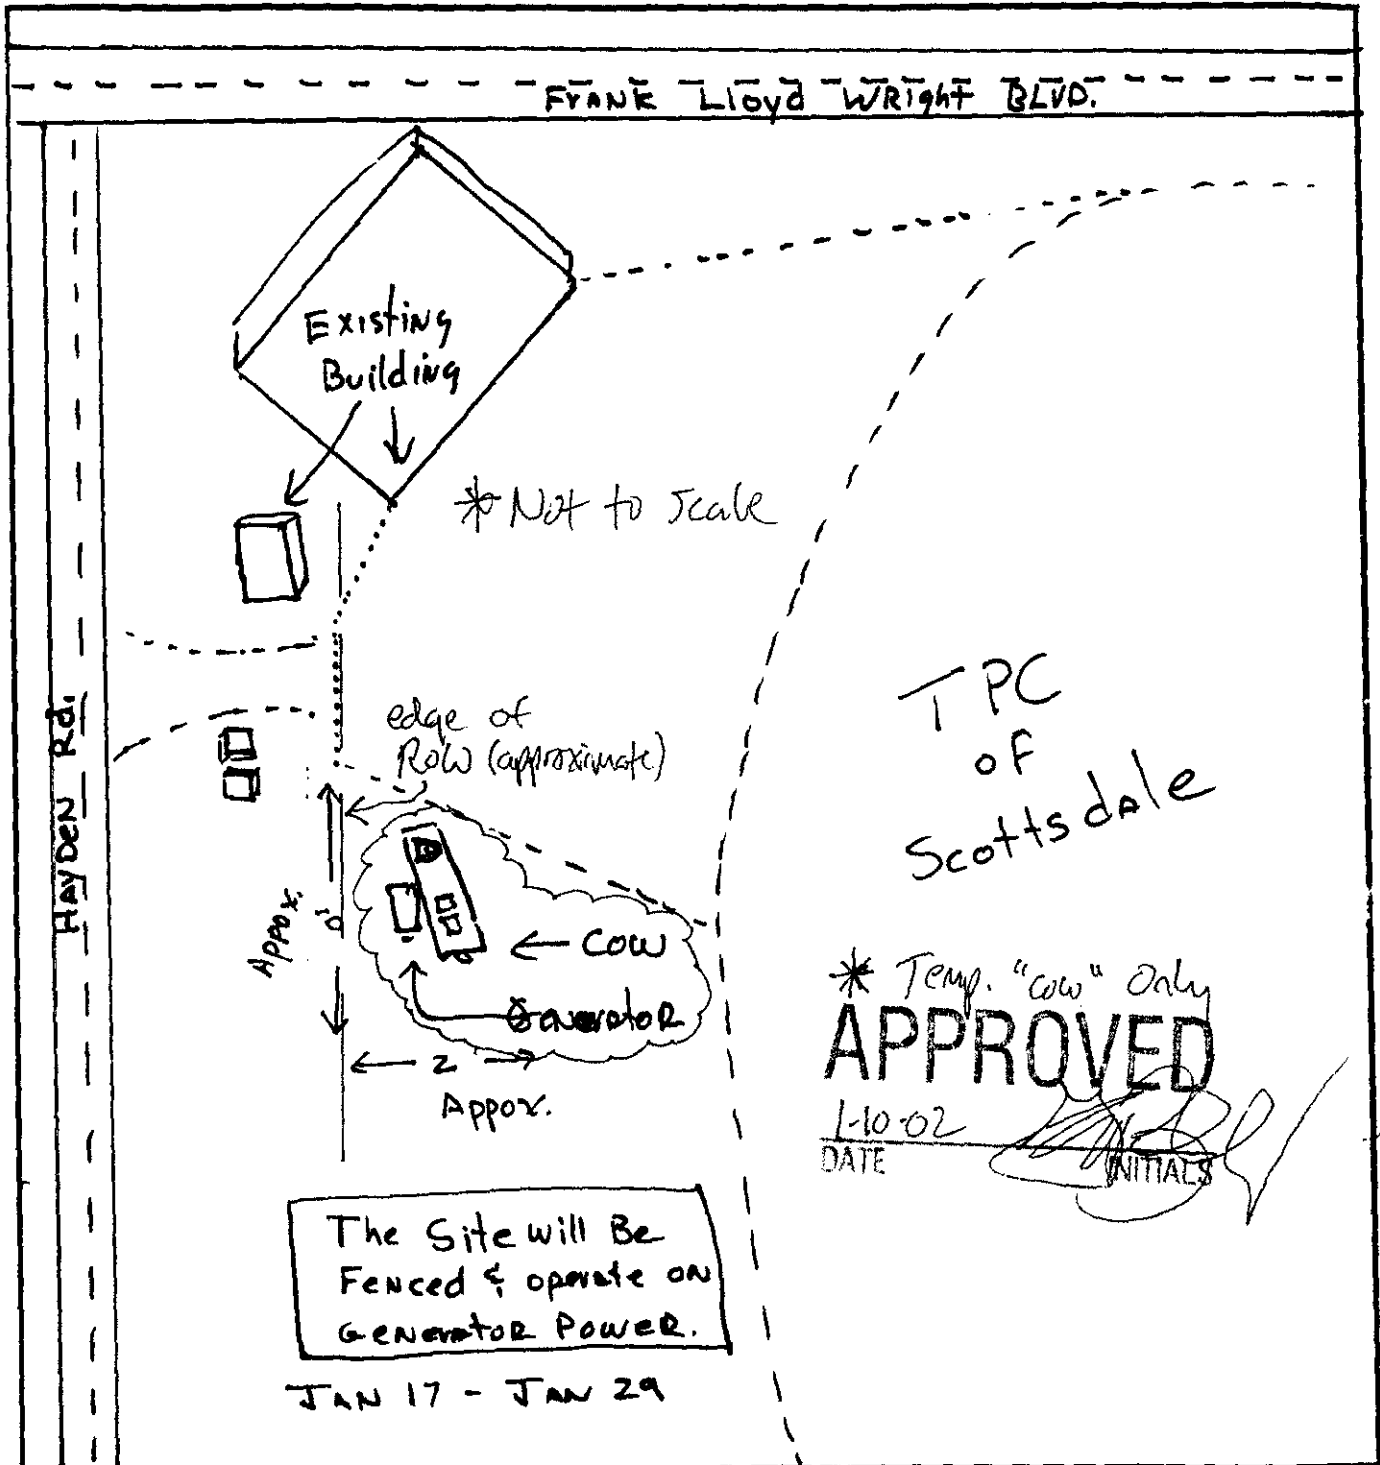 FRANK Lloyd WRight BLVD.
Existing
Building
* Not to Scale
HAYDEN Rd.
edge of
ROW (approximate)
TPC
of
Scottsdale
Appox.
0'
← COW
Generator
← 2 →
Appox.
* Temp. "cow" Only
APPROVED
1-10-02
DATE
INITIALS
The Site will Be
Fenced & operate on
Generator Power.
JAN 17 - JAN 29